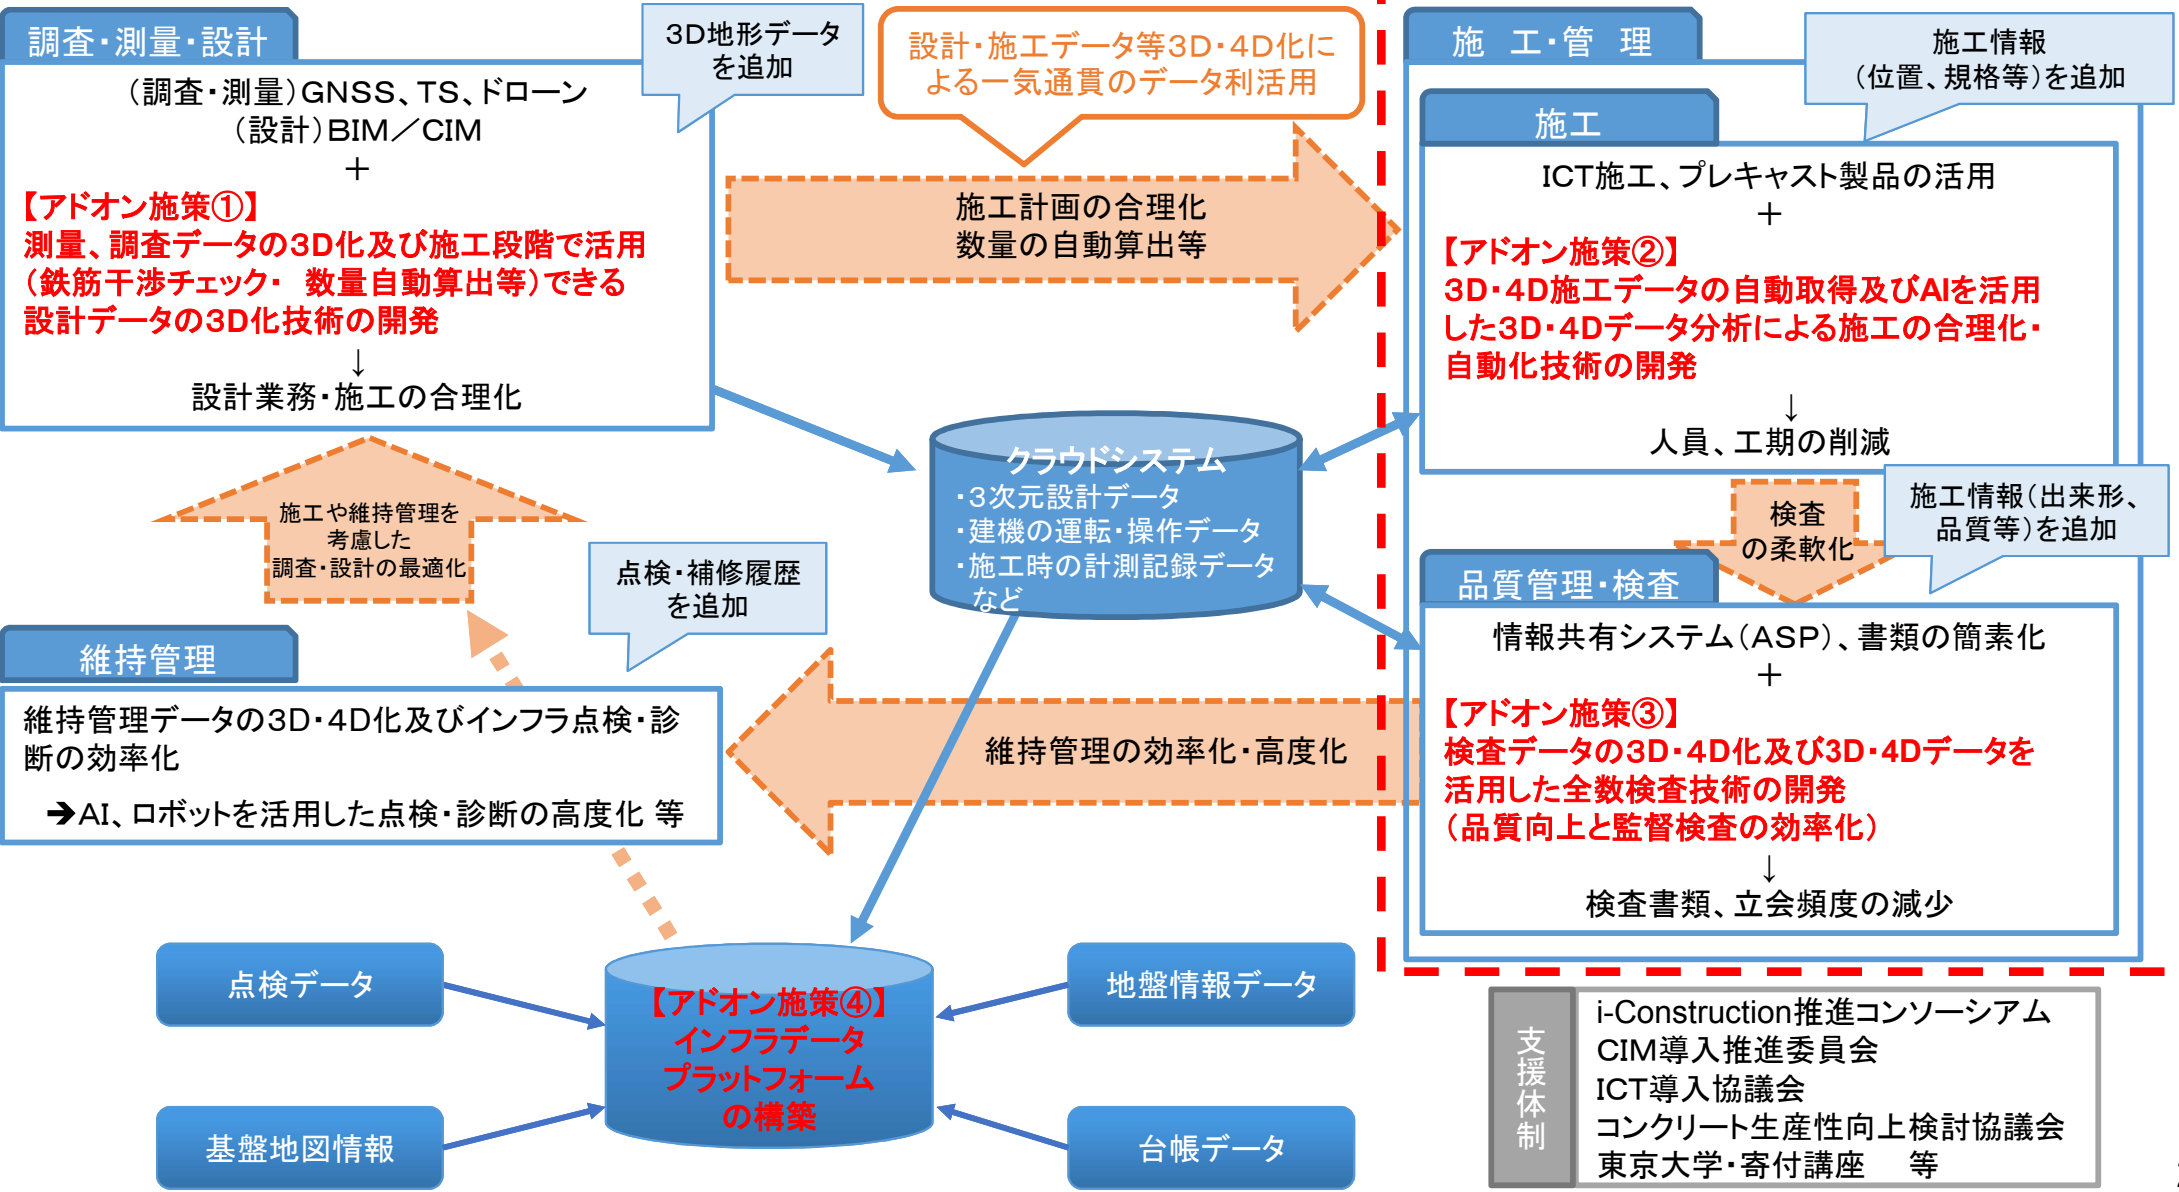 調査・測量・設計
3D地形データ
を追加
(調査・測量)GNSS、TS、ドローン
(設計)BIM／CIM
＋
【アドオン施策①】
測量、調査データの3D化及び施工段階で活用
(鉄筋干渉チェック・ 数量自動算出等)できる
設計データの3D化技術の開発
↓
設計業務・施工の合理化
設計・施工データ等3D・4D化に
よる一気通貫のデータ利活用
施工計画の合理化
数量の自動算出等
施 工・管 理
施工情報
(位置、規格等)を追加
施工
ICT施工、プレキャスト製品の活用
＋
【アドオン施策②】
3D・4D施工データの自動取得及びAIを活用
した3D・4Dデータ分析による施工の合理化・
自動化技術の開発
↓
人員、工期の削減
検査
の柔軟化
施工情報(出来形、
品質等)を追加
品質管理・検査
情報共有システム(ASP)、書類の簡素化
＋
【アドオン施策③】
検査データの3D・4D化及び3D・4Dデータを
活用した全数検査技術の開発
(品質向上と監督検査の効率化)
↓
検査書類、立会頻度の減少
クラウドシステム
・3次元設計データ
・建機の運転・操作データ
・施工時の計測記録データ
など
施工や維持管理を
考慮した
調査・設計の最適化
点検・補修履歴
を追加
維持管理
維持管理データの3D・4D化及びインフラ点検・診
断の効率化
➔AI、ロボットを活用した点検・診断の高度化 等
維持管理の効率化・高度化
点検データ
基盤地図情報
【アドオン施策④】
インフラデータ
プラットフォーム
の構築
地盤情報データ
台帳データ
支援体制
i-Construction推進コンソーシアム
CIM導入推進委員会
ICT導入協議会
コンクリート生産性向上検討協議会
東京大学・寄付講座 等